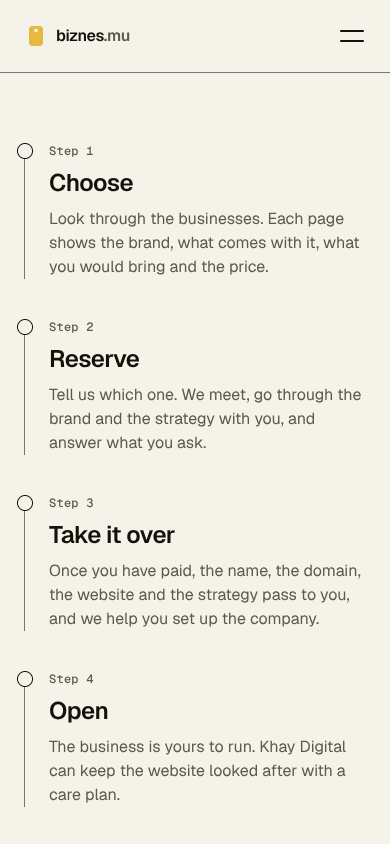 biznes.mu
Step 1
Choose
Look through the businesses. Each page
shows the brand, what comes with it, what
you would bring and the price.
Step 2
Reserve
Tell us which one. We meet, go through the
brand and the strategy with you, and
answer what you ask.
Step 3
Take it over
Once you have paid, the name, the domain,
the website and the strategy pass to you,
and we help you set up the company.
Step 4
Open
The business is yours to run. Khay Digital
can keep the website looked after with a
care plan.